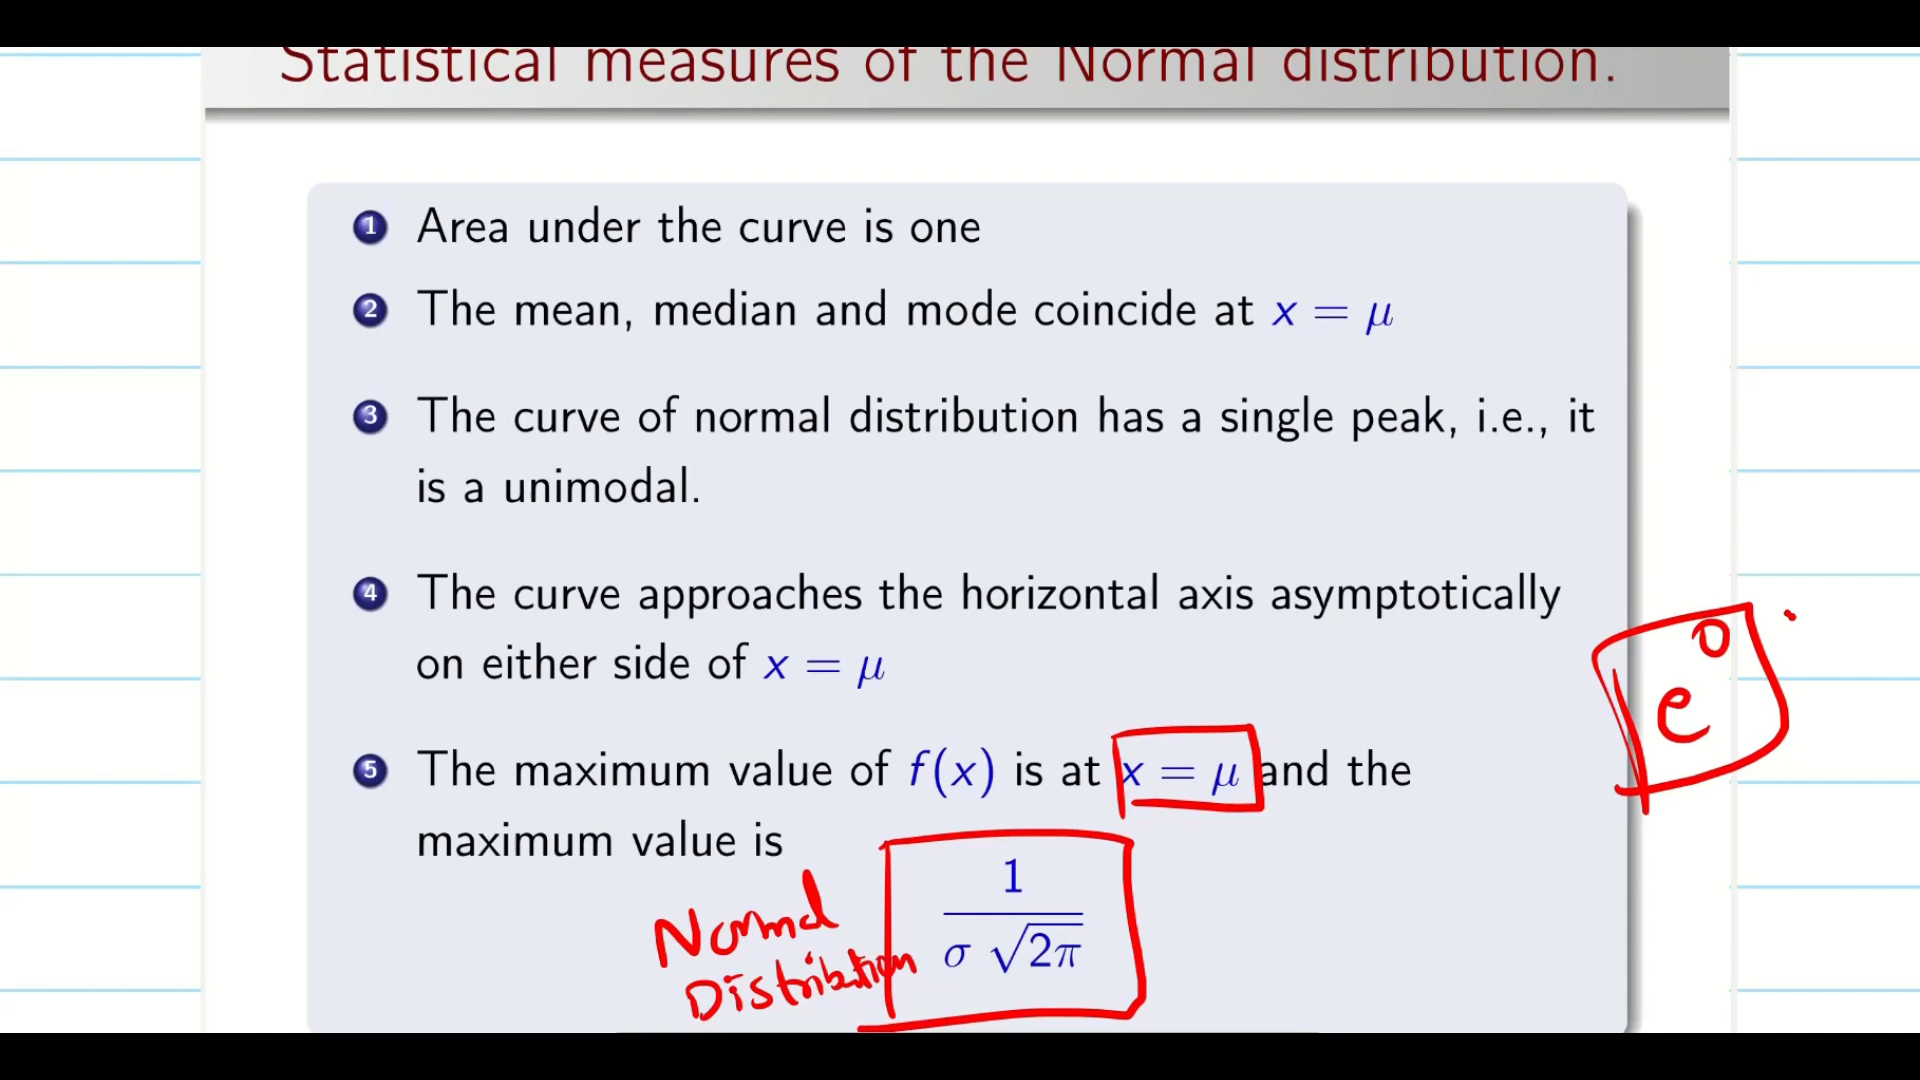 Statistical measures of the Normal distribution.
1 Area under the curve is one
2 The mean, median and mode coincide at x = μ
3 The curve of normal distribution has a single peak, i.e., it
is a unimodal.
4 The curve approaches the horizontal axis asymptotically
on either side of x = μ
e⁰
5 The maximum value of f(x) is at x = μ and the
maximum value is
1
σ √2π
Normal
Distribution